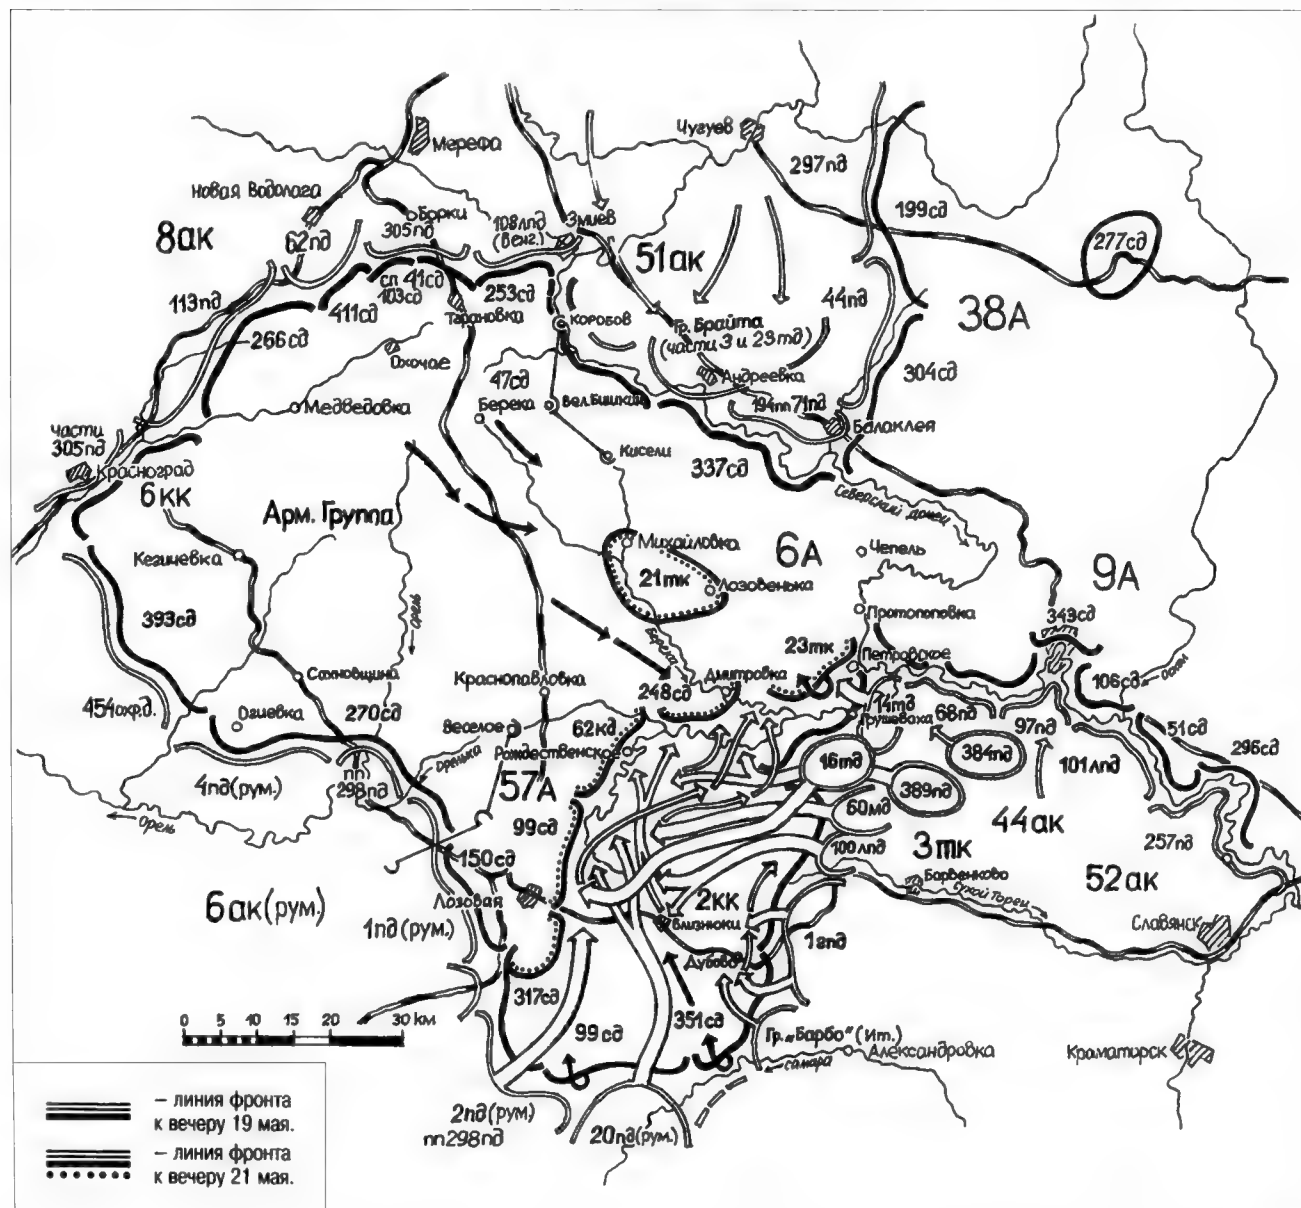 Мерефа
Чугуев
297пд
Новая Водолага
Борки
305пд
108лпд
(венг.)
Змиев
199сд
8ак
62пд
51ак
277сд
113пд
411сд
сп 41сд
103сд
253сд
44пд
38А
266сд
Тарановка
Коробов
Гр. Брайта
(части 3 и 23тд)
Охочае
Андреевка
304сд
47сд
Медведовка
Берека
Вел.Бишкин
194пп 71пд
Балаклея
части
305пд
Красноград
Кисели
337сд
6кк
Северский донец
Арм. Группа
Михайловка
6А
Чепель
Кегичевка
21тк
Лозовенька
9А
Протопоповка
343сд
393сд
Орель
Берека
23тк
Петровское
Сахновщина
Краснопавловка
Дмитровка
106сд
Оскол
454охр.д.
248сд
14тд
Грушеваха
68пд
97пд
51сд
Огиевка
270сд
Веселое
62кд
296сд
Рождественско
16тд
384пд
101лпд
4пд(рум.)
пп
298пд
Орелька
57А
389пд
Орель
99сд
60мд
44ак
150сд
100лпд
3тк
257пд
6ак(рум.)
Лозовая
2кк
Барвенково
52ак
Сухой Торец
1пд(рум.)
Близнюки
Славянск
Дубово
1гпд
317сд
0 5 10 15 20 30 км
99сд
351сд
Гр. „Барбо" (Ит.)
Александровка
Краматорск
самара
– линия фронта
к вечеру 19 мая.
2пд(рум)
пп298пд
20пд(рум.)
– линия фронта
к вечеру 21 мая.